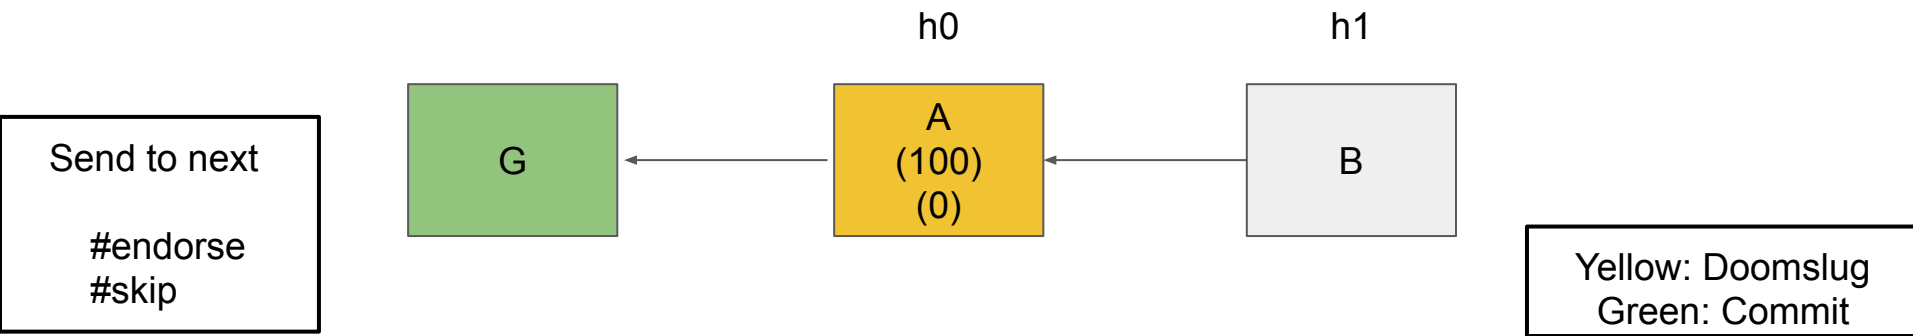 h0
h1
Send to next
#endorse
#skip
G
A
(100)
(0)
B
Yellow: Doomslug
Green: Commit